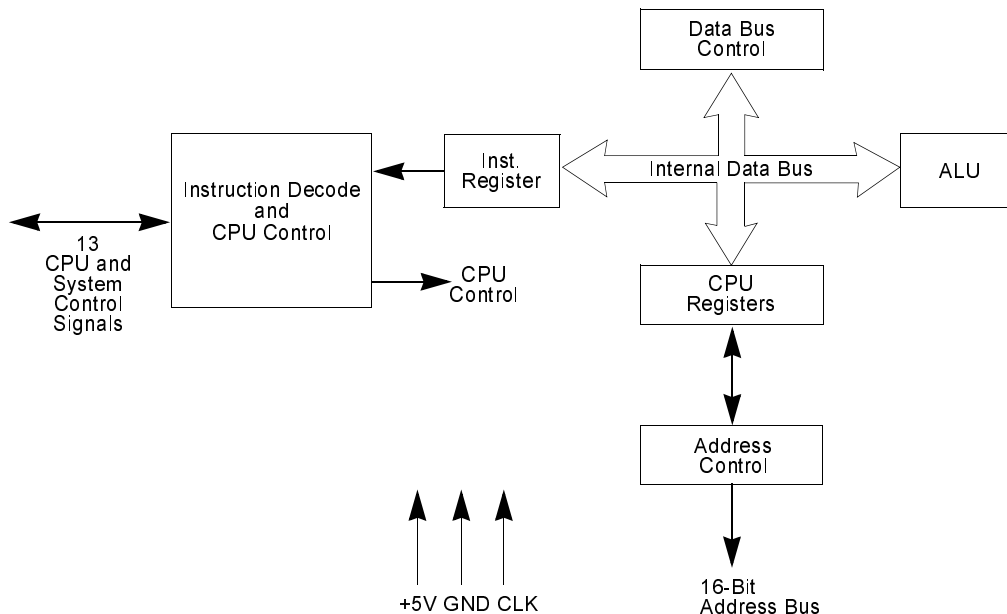 Data Bus
Control
Instruction Decode
and
CPU Control
Inst.
Register
Internal Data Bus
ALU
13
CPU and
System
Control
Signals
CPU
Control
CPU
Registers
Address
Control
+5V GND CLK
16-Bit
Address Bus